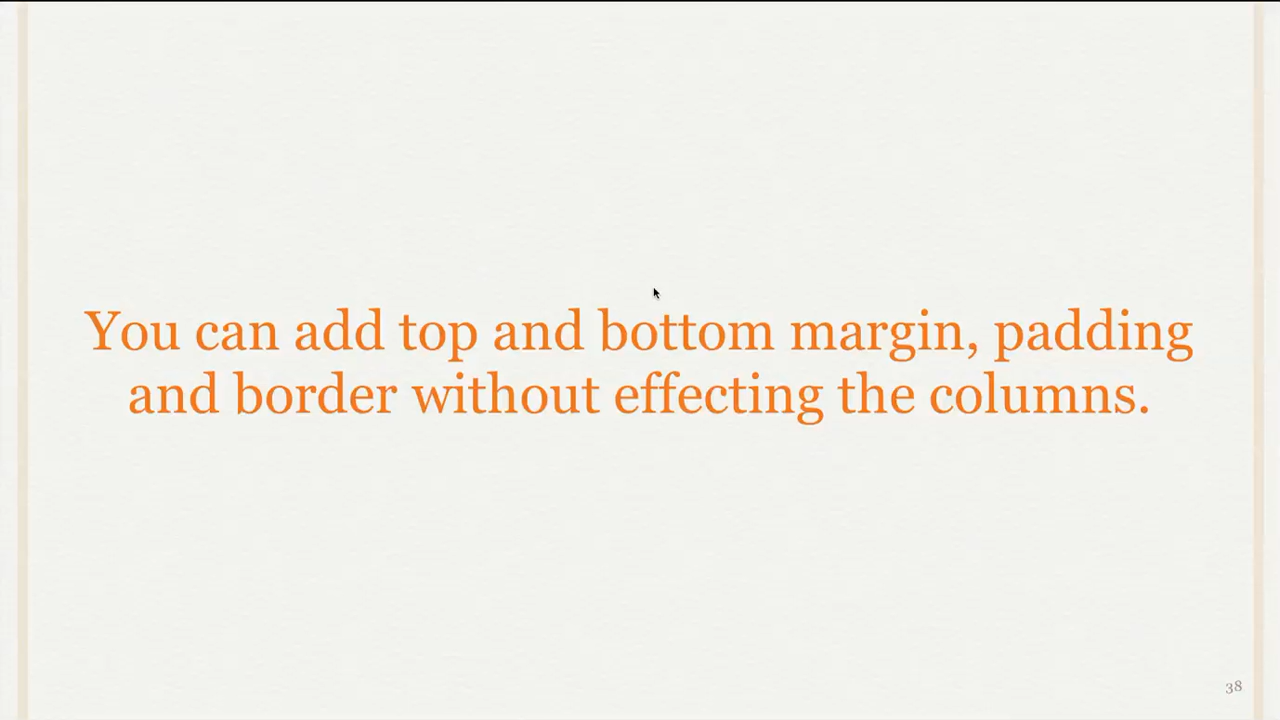 You can add top and bottom margin, padding
and border without effecting the columns.
38